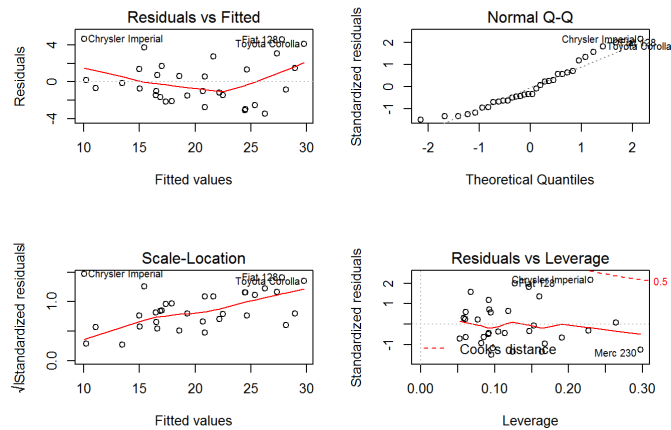 Residuals vs Fitted
Chrysler Imperial
Fiat 128
Toyota Corolla
Residuals
4
2
0
-4
10
15
20
25
30
Fitted values
Normal Q-Q
Chrysler Imperial
Toyota Corolla
Standardized residuals
2
1
0
-1
-2
-1
0
1
2
Theoretical Quantiles
Scale-Location
Chrysler Imperial
Fiat 128
Toyota Corolla
√|Standardized residuals|
1.0
0.0
10
15
20
25
30
Fitted values
Residuals vs Leverage
Chrysler Imperial
Fiat 128
0.5
Merc 230
Cook's distance
Standardized residuals
2
1
0
-1
0.00
0.10
0.20
0.30
Leverage